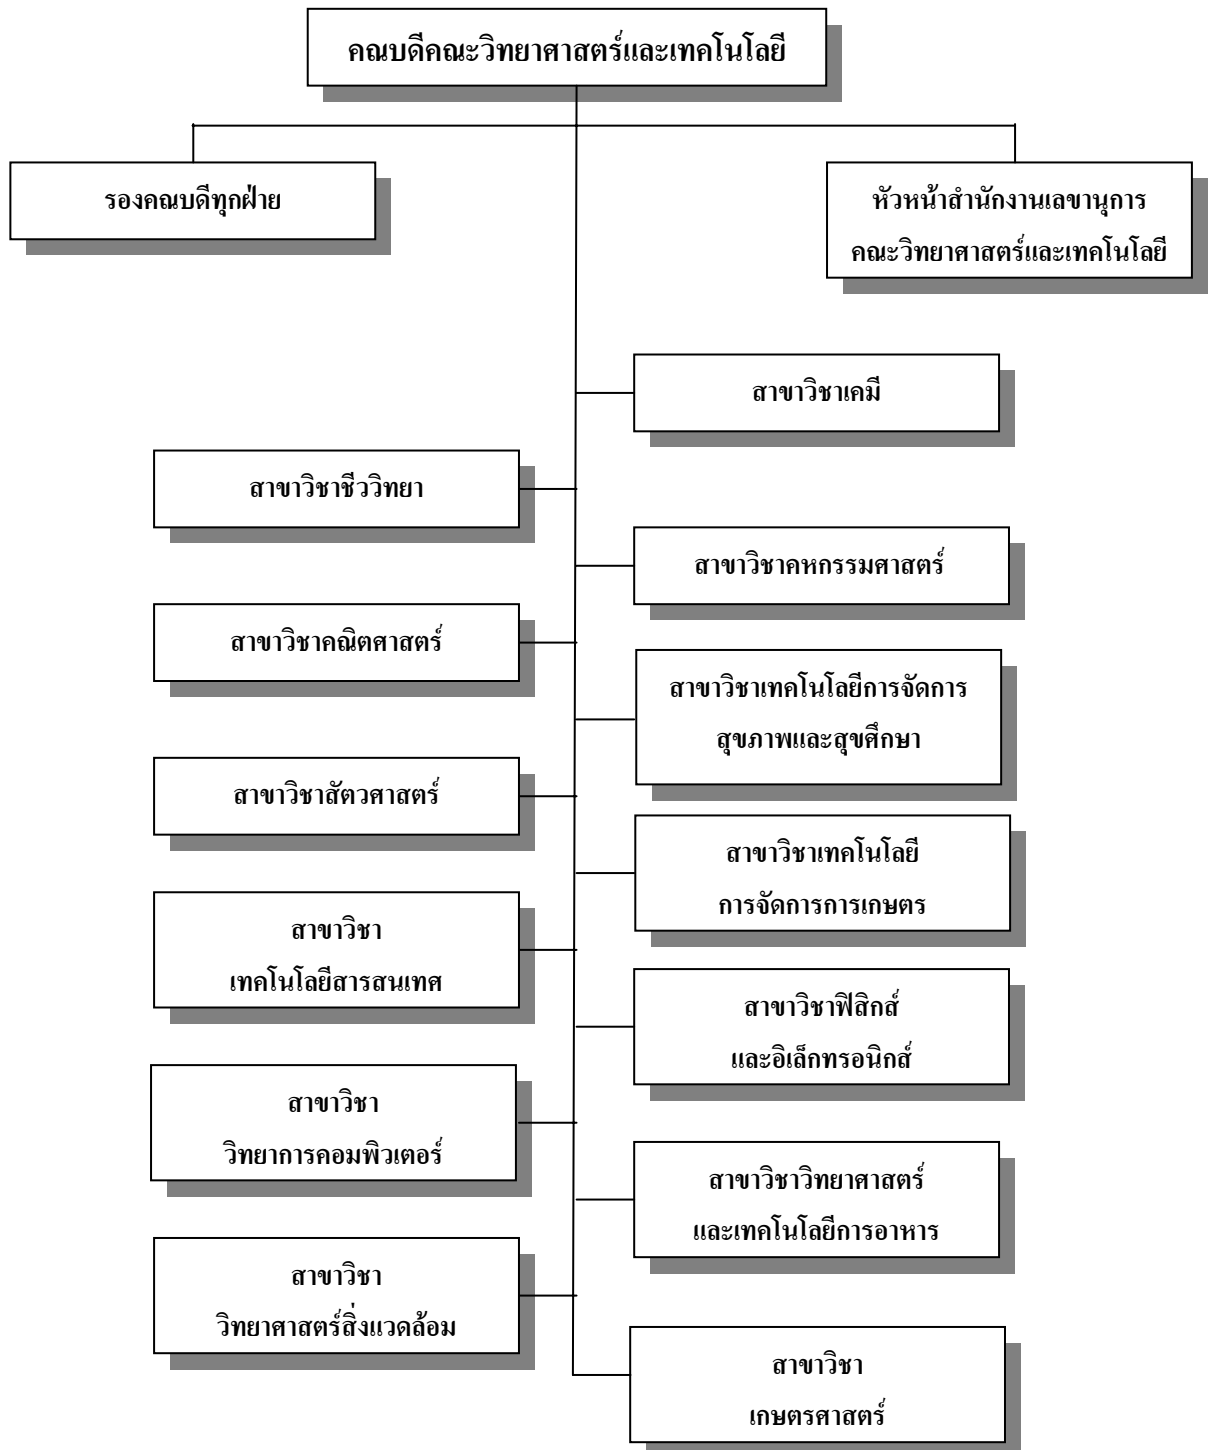 คณบดีคณะวิทยาศาสตร์และเทคโนโลยี
รองคณบดีทุกฝ่าย
หัวหน้าสำนักงานเลขานุการ
คณะวิทยาศาสตร์และเทคโนโลยี
สาขาวิชาเคมี
สาขาวิชาชีววิทยา
สาขาวิชาคหกรรมศาสตร์
สาขาวิชาคณิตศาสตร์
สาขาวิชาเทคโนโลยีการจัดการ
สุขภาพและสุขศึกษา
สาขาวิชาสัตวศาสตร์
สาขาวิชาเทคโนโลยี
การจัดการการเกษตร
สาขาวิชา
เทคโนโลยีสารสนเทศ
สาขาวิชาฟิสิกส์
และอิเล็กทรอนิกส์
สาขาวิชา
วิทยาการคอมพิวเตอร์
สาขาวิชาวิทยาศาสตร์
และเทคโนโลยีการอาหาร
สาขาวิชา
วิทยาศาสตร์สิ่งแวดล้อม
สาขาวิชา
เกษตรศาสตร์